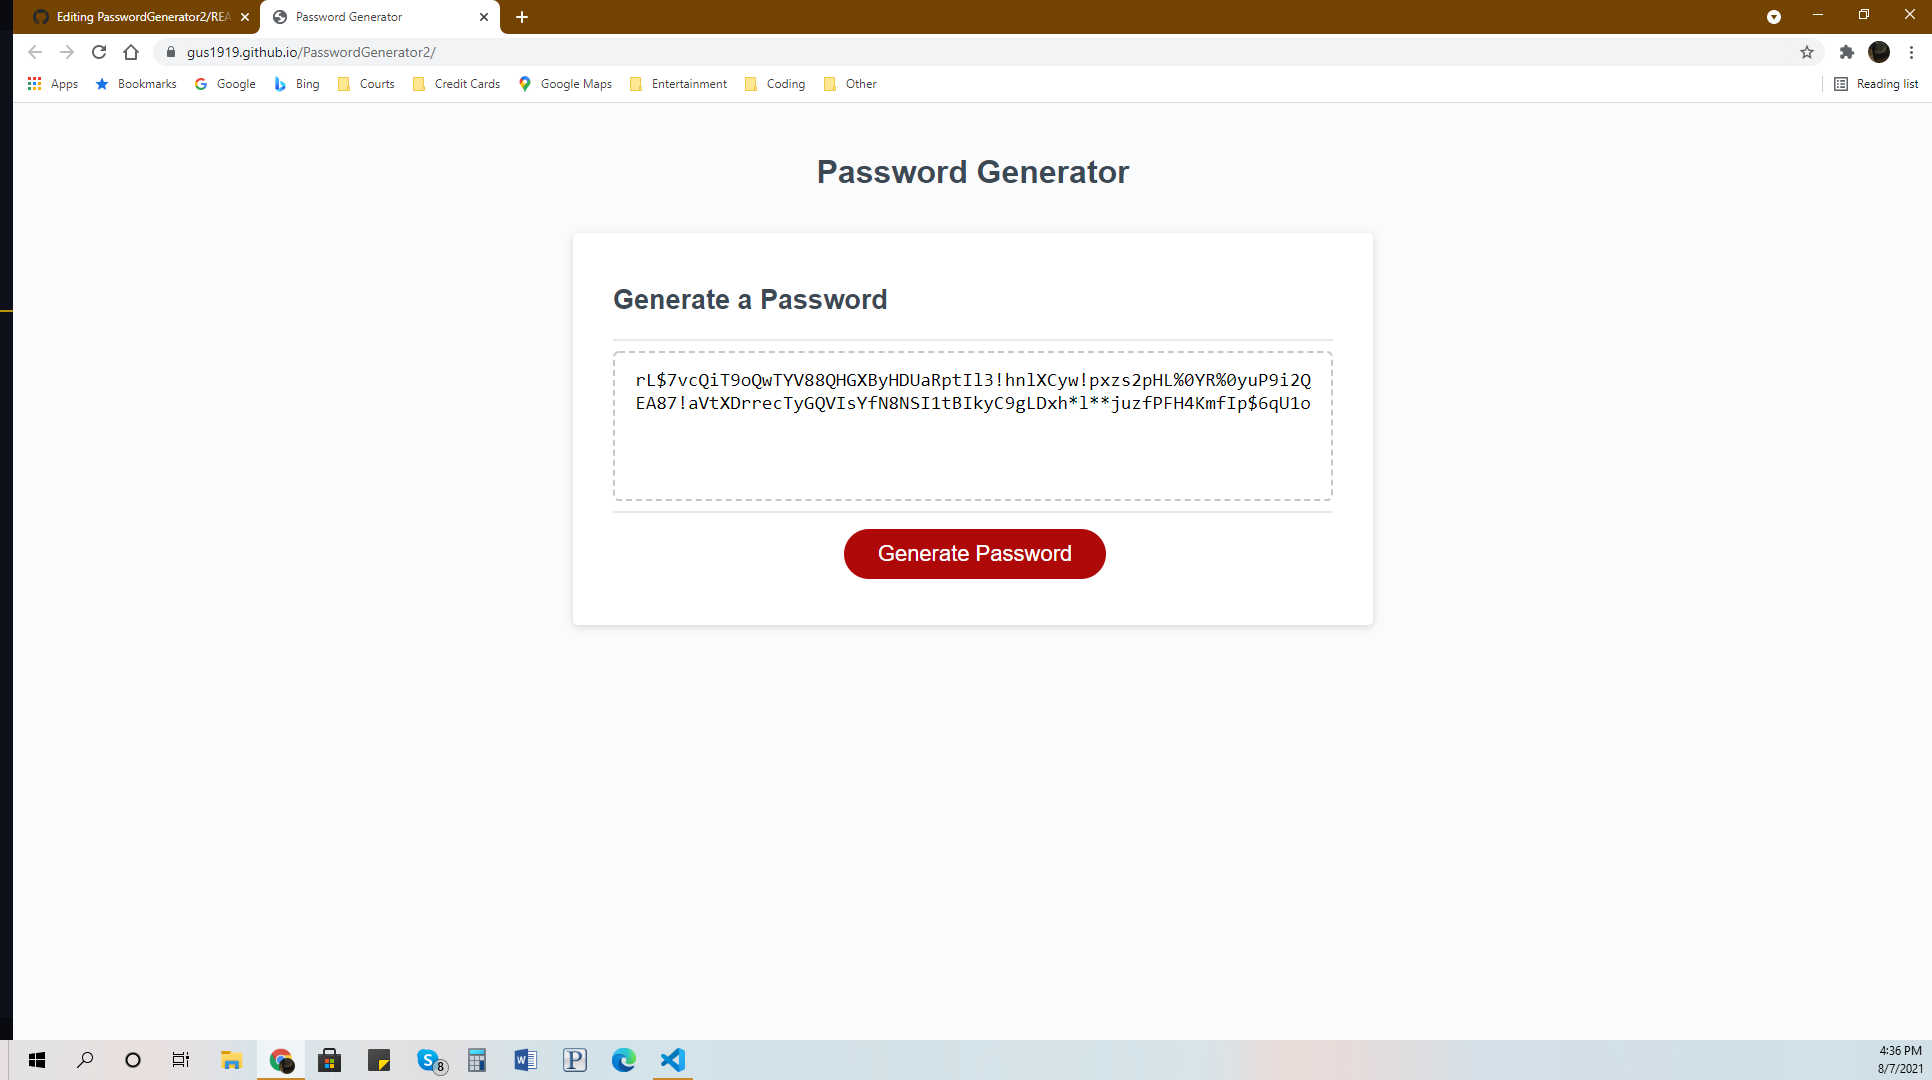 Editing PasswordGenerator2/REA
Password Generator
gus1919.github.io/PasswordGenerator2/
Apps Bookmarks Google Bing Courts Credit Cards Google Maps Entertainment Coding Other Reading list
Password Generator
Generate a Password
rL$7vcQiT9oQwTYV88QHGXByHDUaRptIl3!hnlXCyw!pxzs2pHL%0YR%0yuP9i2Q
EA87!aVtXDrrecTyGQVIsYfN8NSI1tBIkyC9gLDxh*l**juzfPFH4KmfIp$6qU1o
Generate Password
8
4:36 PM
8/7/2021